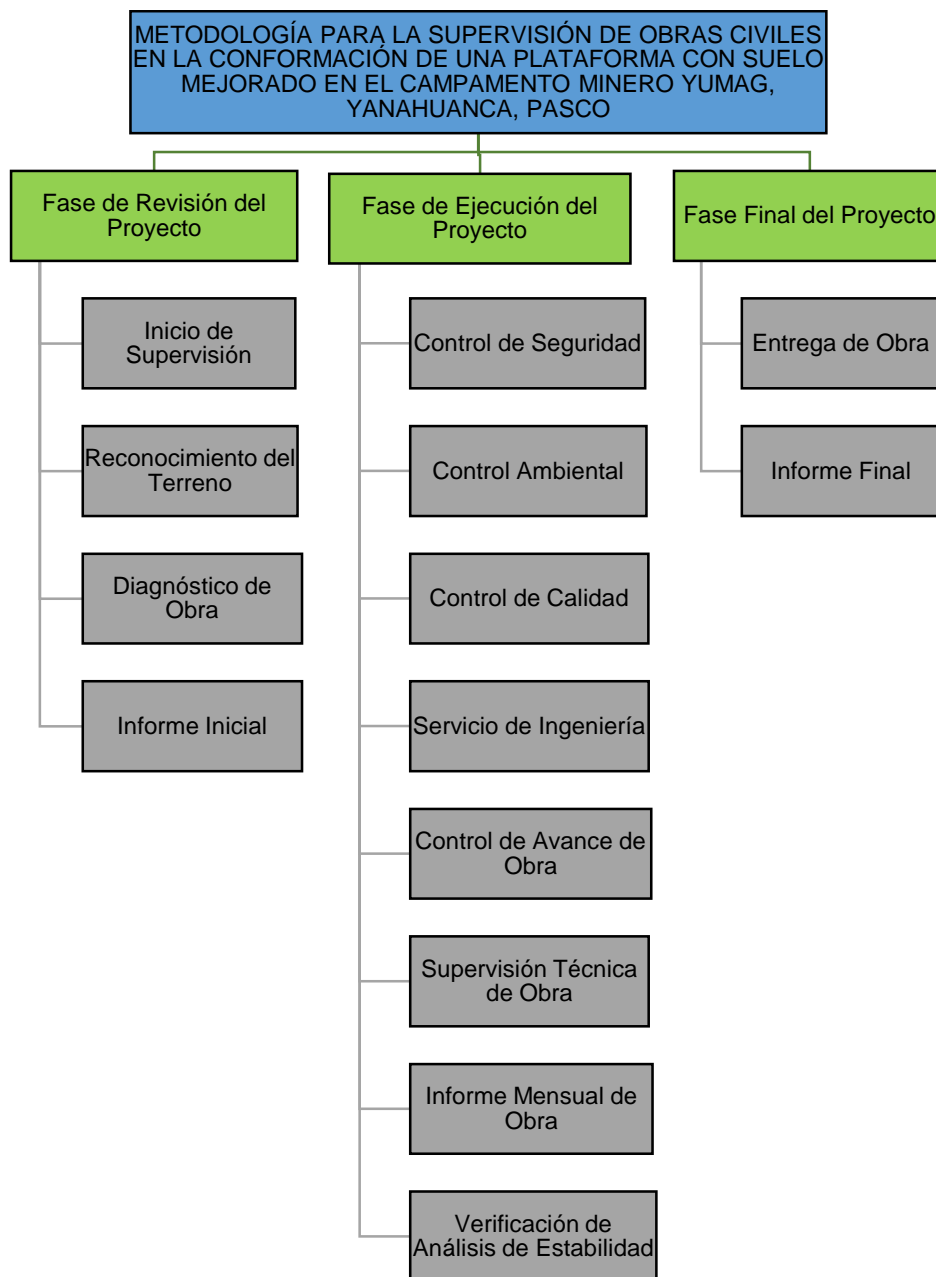 METODOLOGÍA PARA LA SUPERVISIÓN DE OBRAS CIVILES
EN LA CONFORMACIÓN DE UNA PLATAFORMA CON SUELO
MEJORADO EN EL CAMPAMENTO MINERO YUMAG,
YANAHUANCA, PASCO
Fase de Revisión del
Proyecto
Inicio de
Supervisión
Reconocimiento del
Terreno
Diagnóstico de
Obra
Informe Inicial
Fase de Ejecución del
Proyecto
Control de Seguridad
Control Ambiental
Control de Calidad
Servicio de Ingeniería
Control de Avance de
Obra
Supervisión Técnica
de Obra
Informe Mensual de
Obra
Verificación de
Análisis de Estabilidad
Fase Final del Proyecto
Entrega de Obra
Informe Final